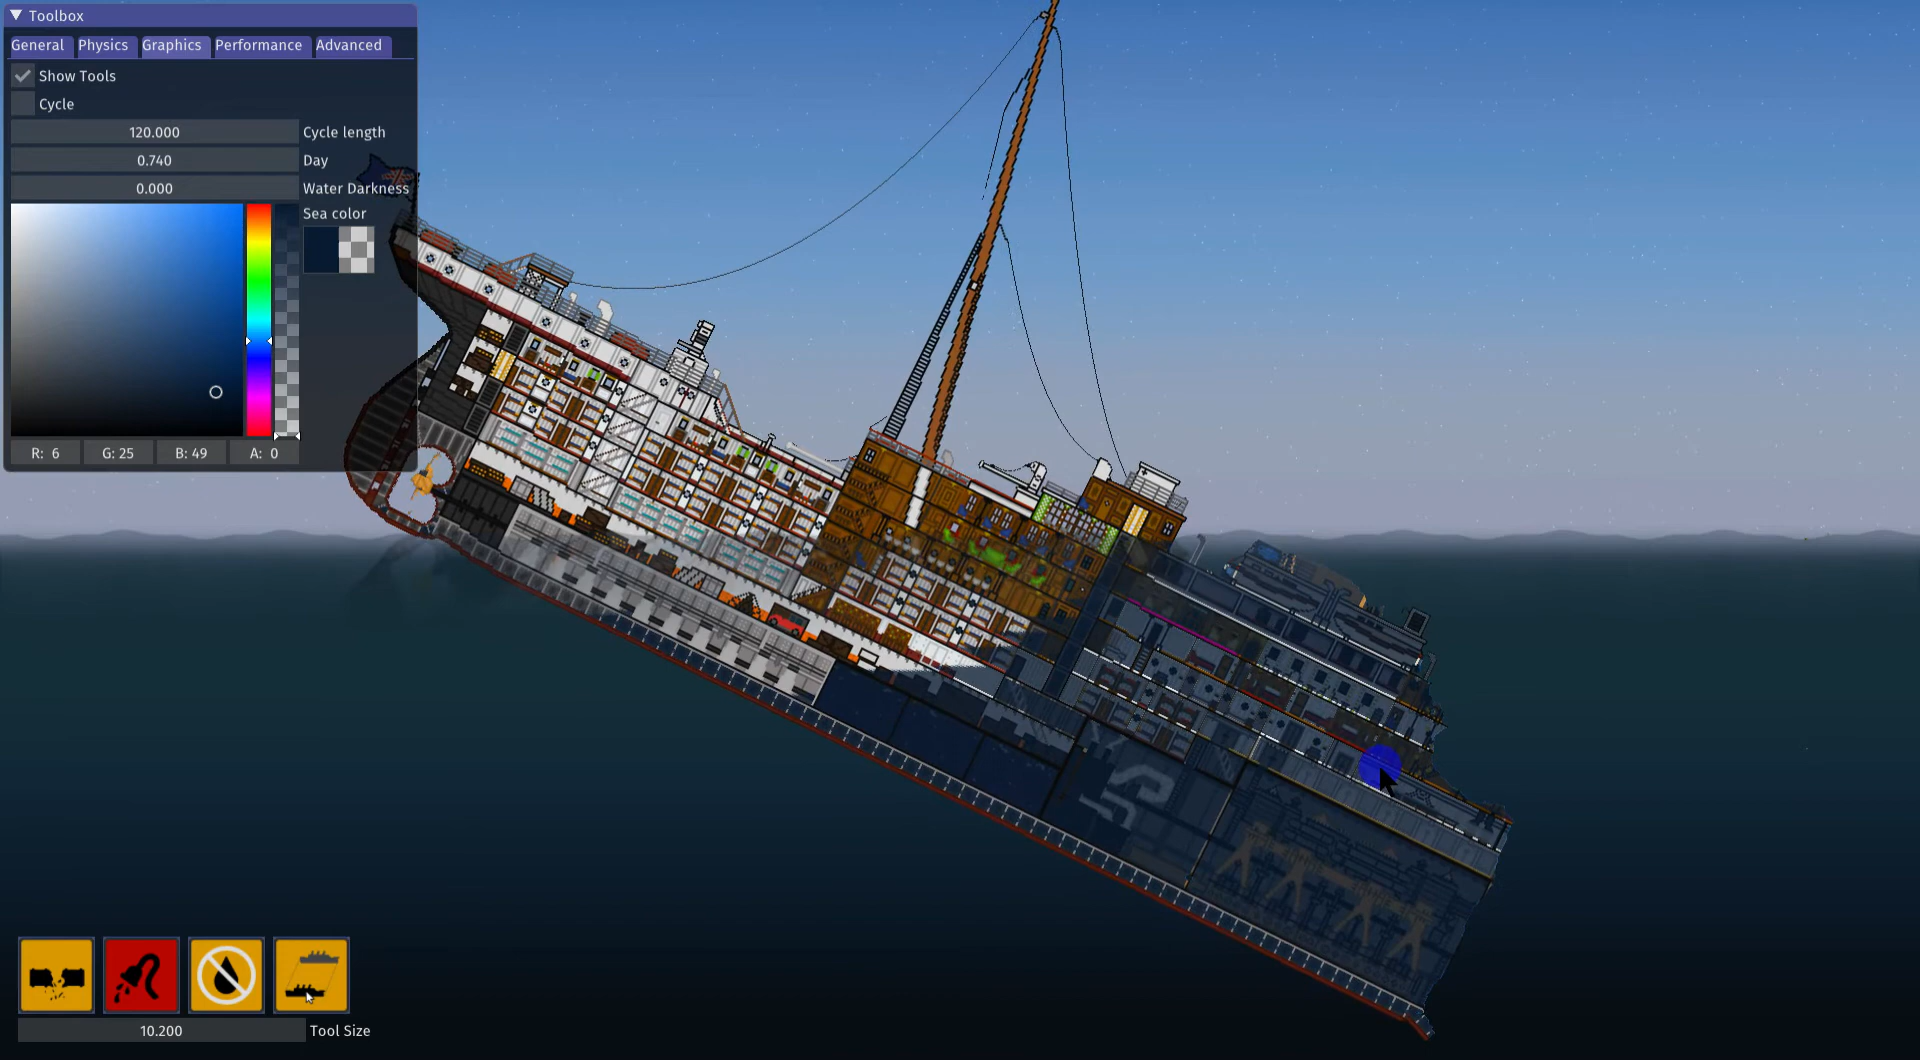 Toolbox
General Physics Graphics Performance Advanced
Show Tools
Cycle
120.000 Cycle length
0.740 Day
0.000 Water Darkness
Sea color
R: 6 G: 25 B: 49 A: 0
10.200 Tool Size